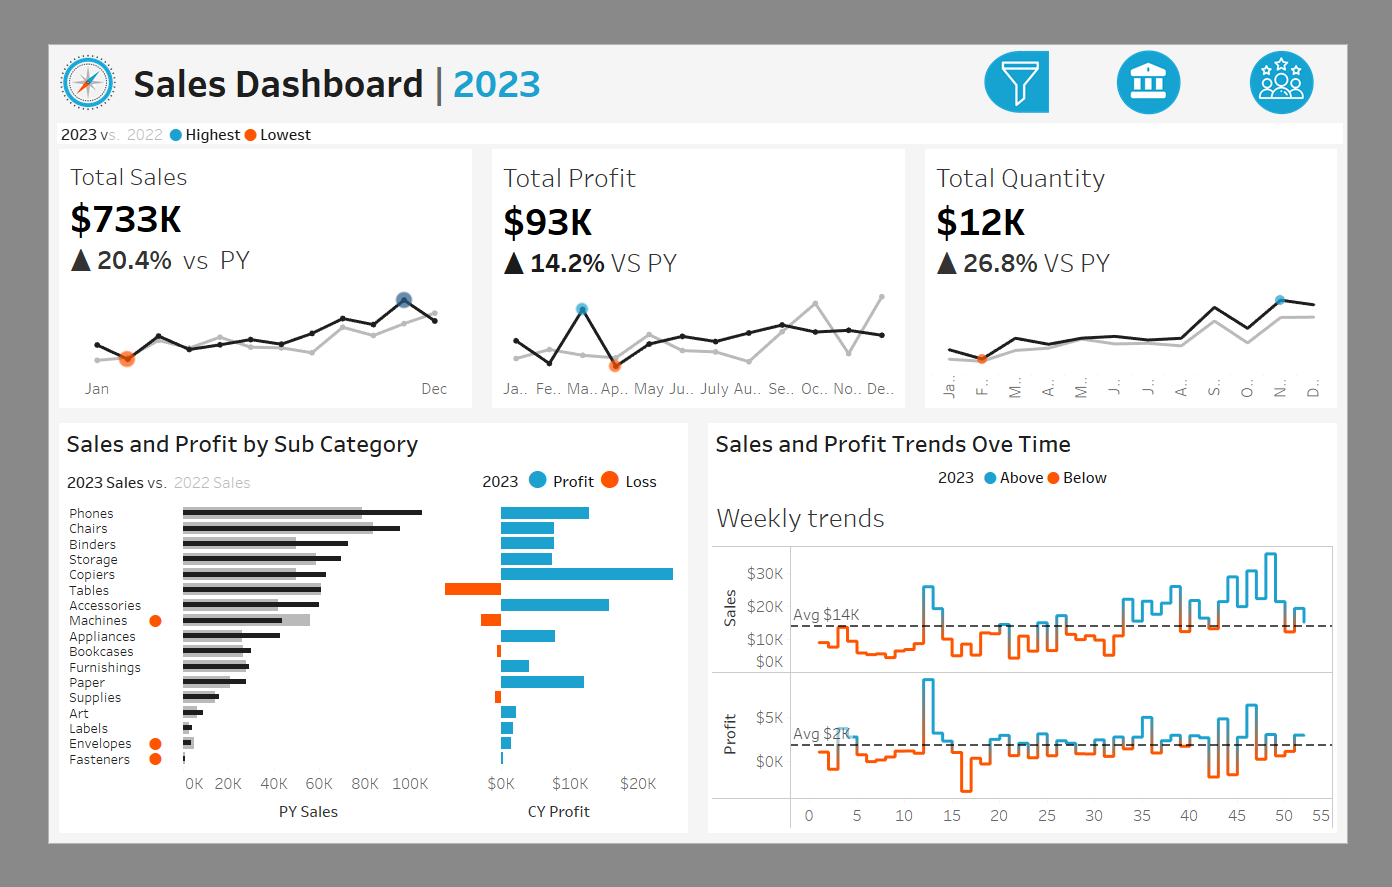 Sales Dashboard | 2023
2023 vs. 2022 Highest Lowest
Total Sales
$733K
▲ 20.4% vs PY
Jan Dec
Total Profit
$93K
▲ 14.2% VS PY
Ja.. Fe.. Ma.. Ap.. May Ju.. July Au.. Se.. Oc.. No.. De..
Total Quantity
$12K
▲ 26.8% VS PY
Ja.. F.. M.. A.. M.. J.. J.. A.. S.. O.. N.. D..
Sales and Profit by Sub Category
2023 Sales vs. 2022 Sales
2023 Profit Loss
Phones
Chairs
Binders
Storage
Copiers
Tables
Accessories
Machines
Appliances
Bookcases
Furnishings
Paper
Supplies
Art
Labels
Envelopes
Fasteners
0K 20K 40K 60K 80K 100K
PY Sales
$0K $10K $20K
CY Profit
Sales and Profit Trends Ove Time
2023 Above Below
Weekly trends
Sales
$30K
$20K
$10K
$0K
Avg $14K
Profit
$5K
$0K
Avg $2K
0 5 10 15 20 25 30 35 40 45 50 55